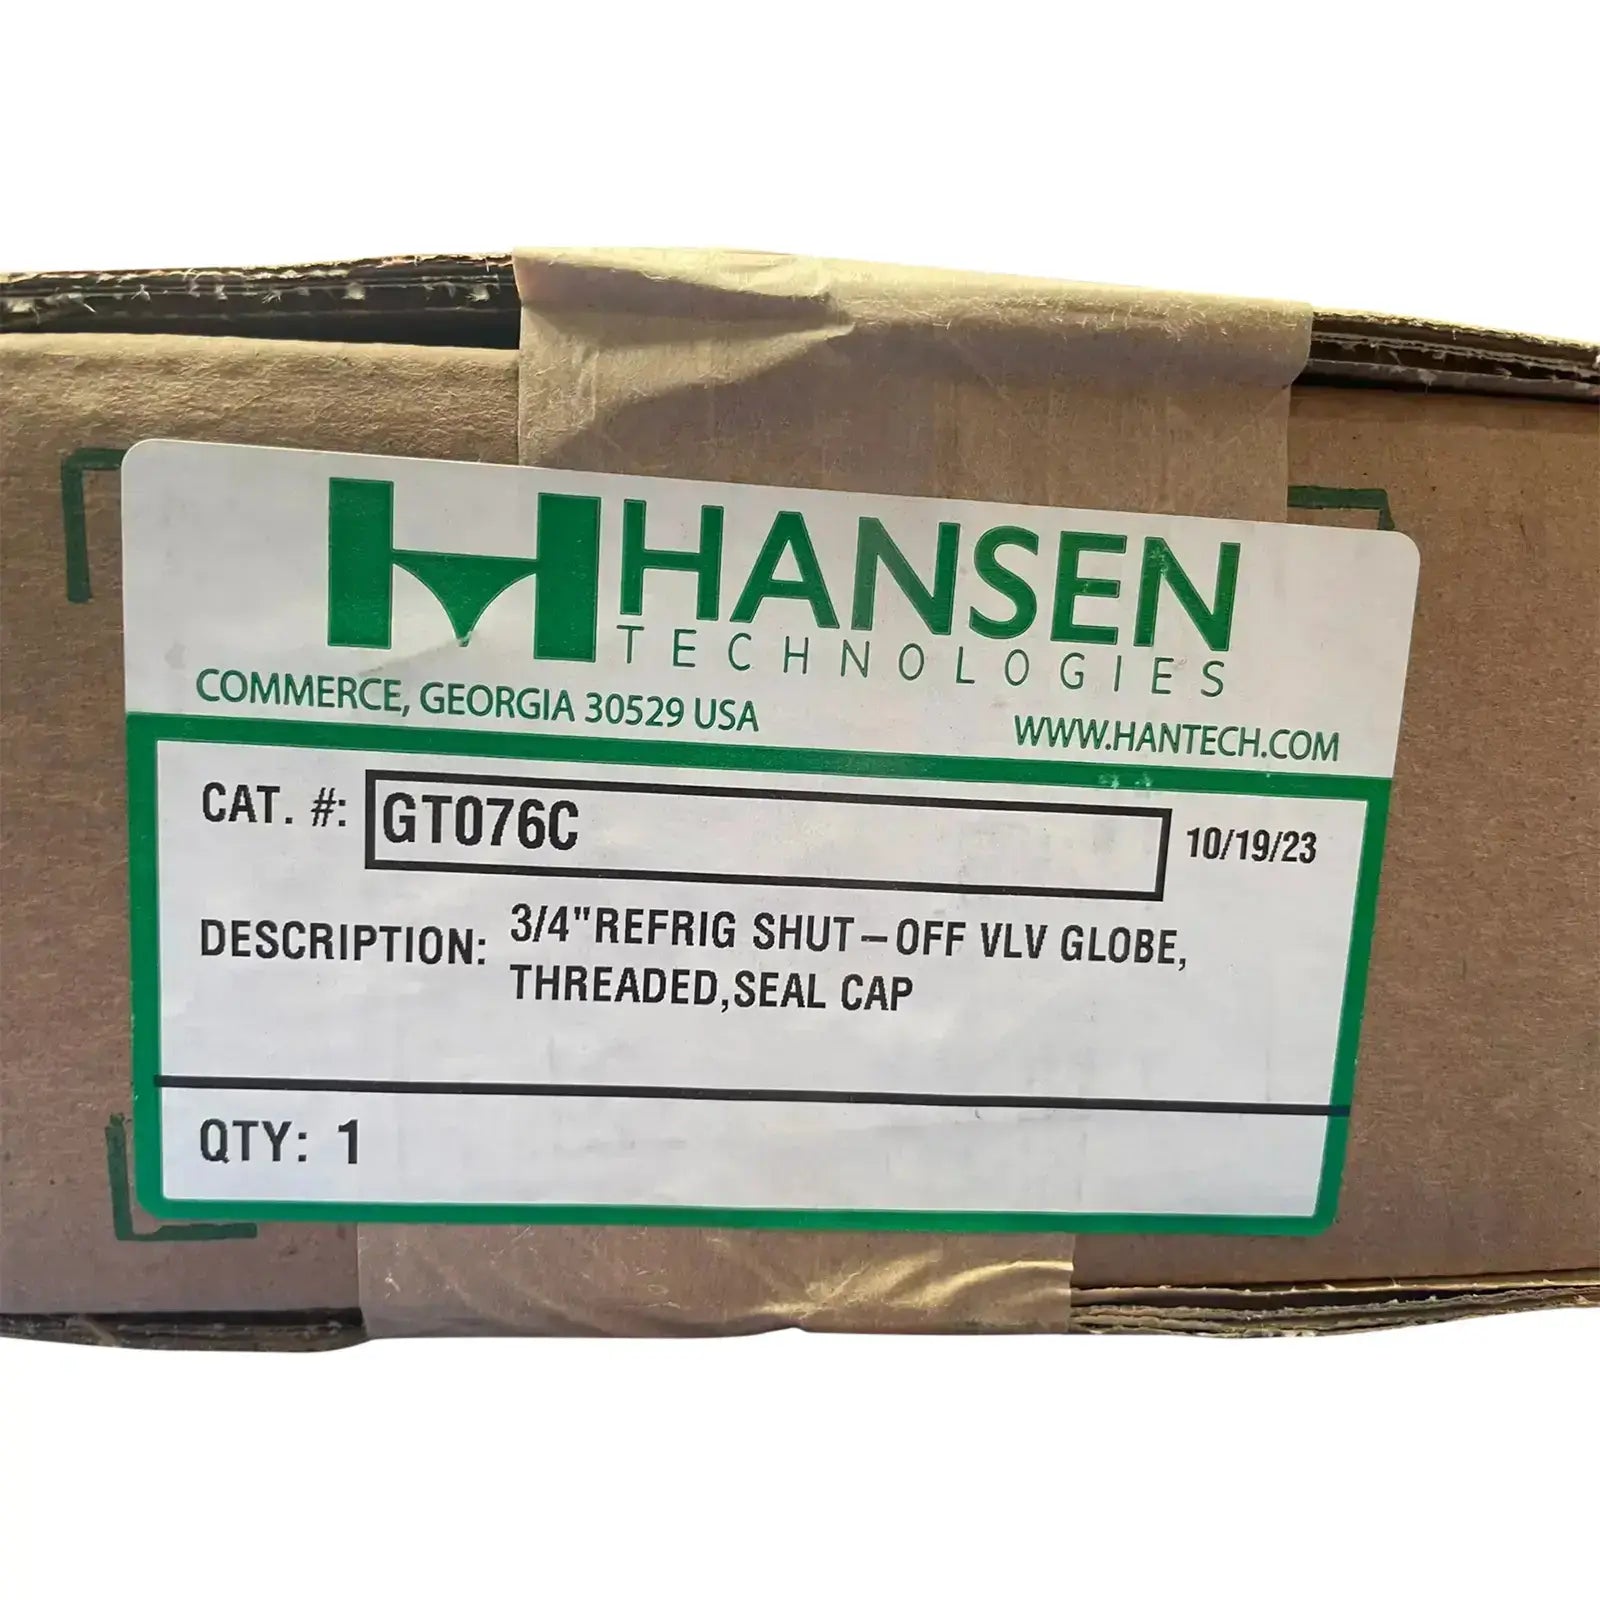 HANSEN
TECHNOLOGIES
COMMERCE, GEORGIA 30529 USA
WWW.HANTECH.COM
CAT. #: GT076C 10/19/23
DESCRIPTION: 3/4"REFRIG SHUT-OFF VLV GLOBE,
THREADED,SEAL CAP
QTY: 1